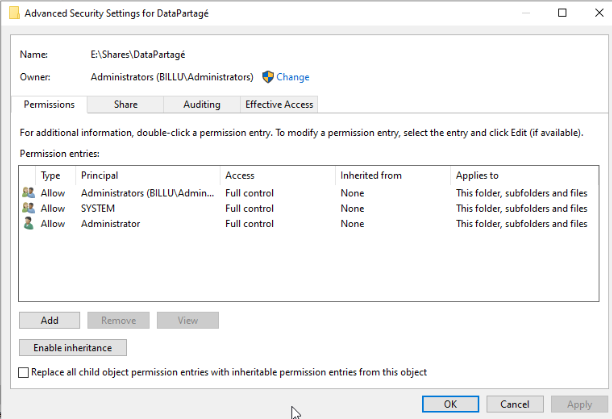 Advanced Security Settings for DataPartagé
Name: E:\Shares\DataPartagé
Owner: Administrators (BILLU\Administrators) Change
Permissions Share Auditing Effective Access
For additional information, double-click a permission entry. To modify a permission entry, select the entry and click Edit (if available).
Permission entries:
Type Principal Access Inherited from Applies to
Allow Administrators (BILLU\Admin... Full control None This folder, subfolders and files
Allow SYSTEM Full control None This folder, subfolders and files
Allow Administrator Full control None This folder, subfolders and files
Add Remove View
Enable inheritance
Replace all child object permission entries with inheritable permission entries from this object
OK Cancel Apply